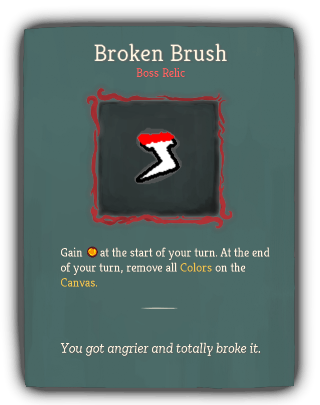 Broken Brush
Boss Relic
Gain at the start of your turn. At the end
of your turn, remove all Colors on the
Canvas.
You got angrier and totally broke it.